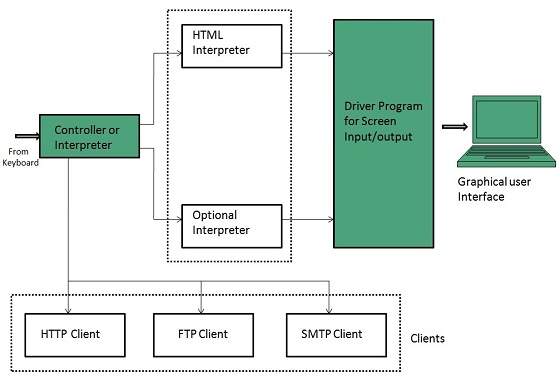 HTML
Interpreter
Controller or
Interpreter
From
Keyboard
Driver Program
for Screen
Input/output
Graphical user
Interface
Optional
Interpreter
HTTP Client
FTP Client
SMTP Client
Clients